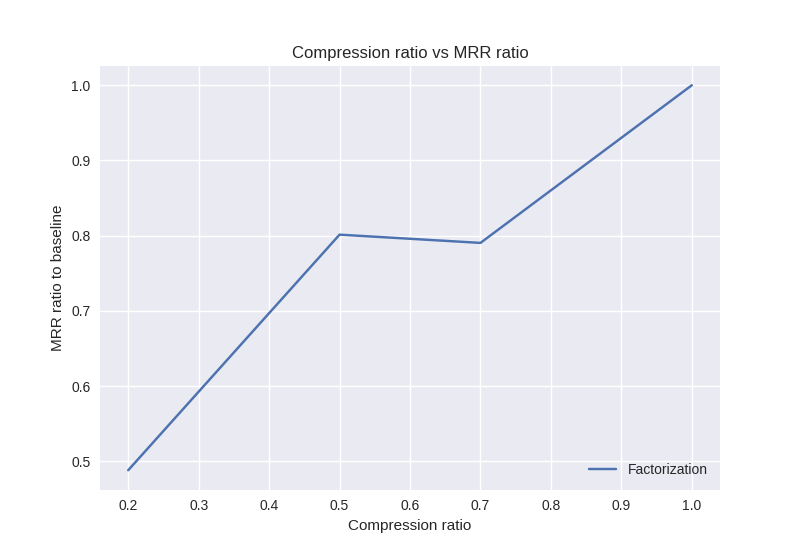 Compression ratio vs MRR ratio
1.0
0.9
0.8
0.7
0.6
0.5
MRR ratio to baseline
Factorization
0.2 0.3 0.4 0.5 0.6 0.7 0.8 0.9 1.0
Compression ratio